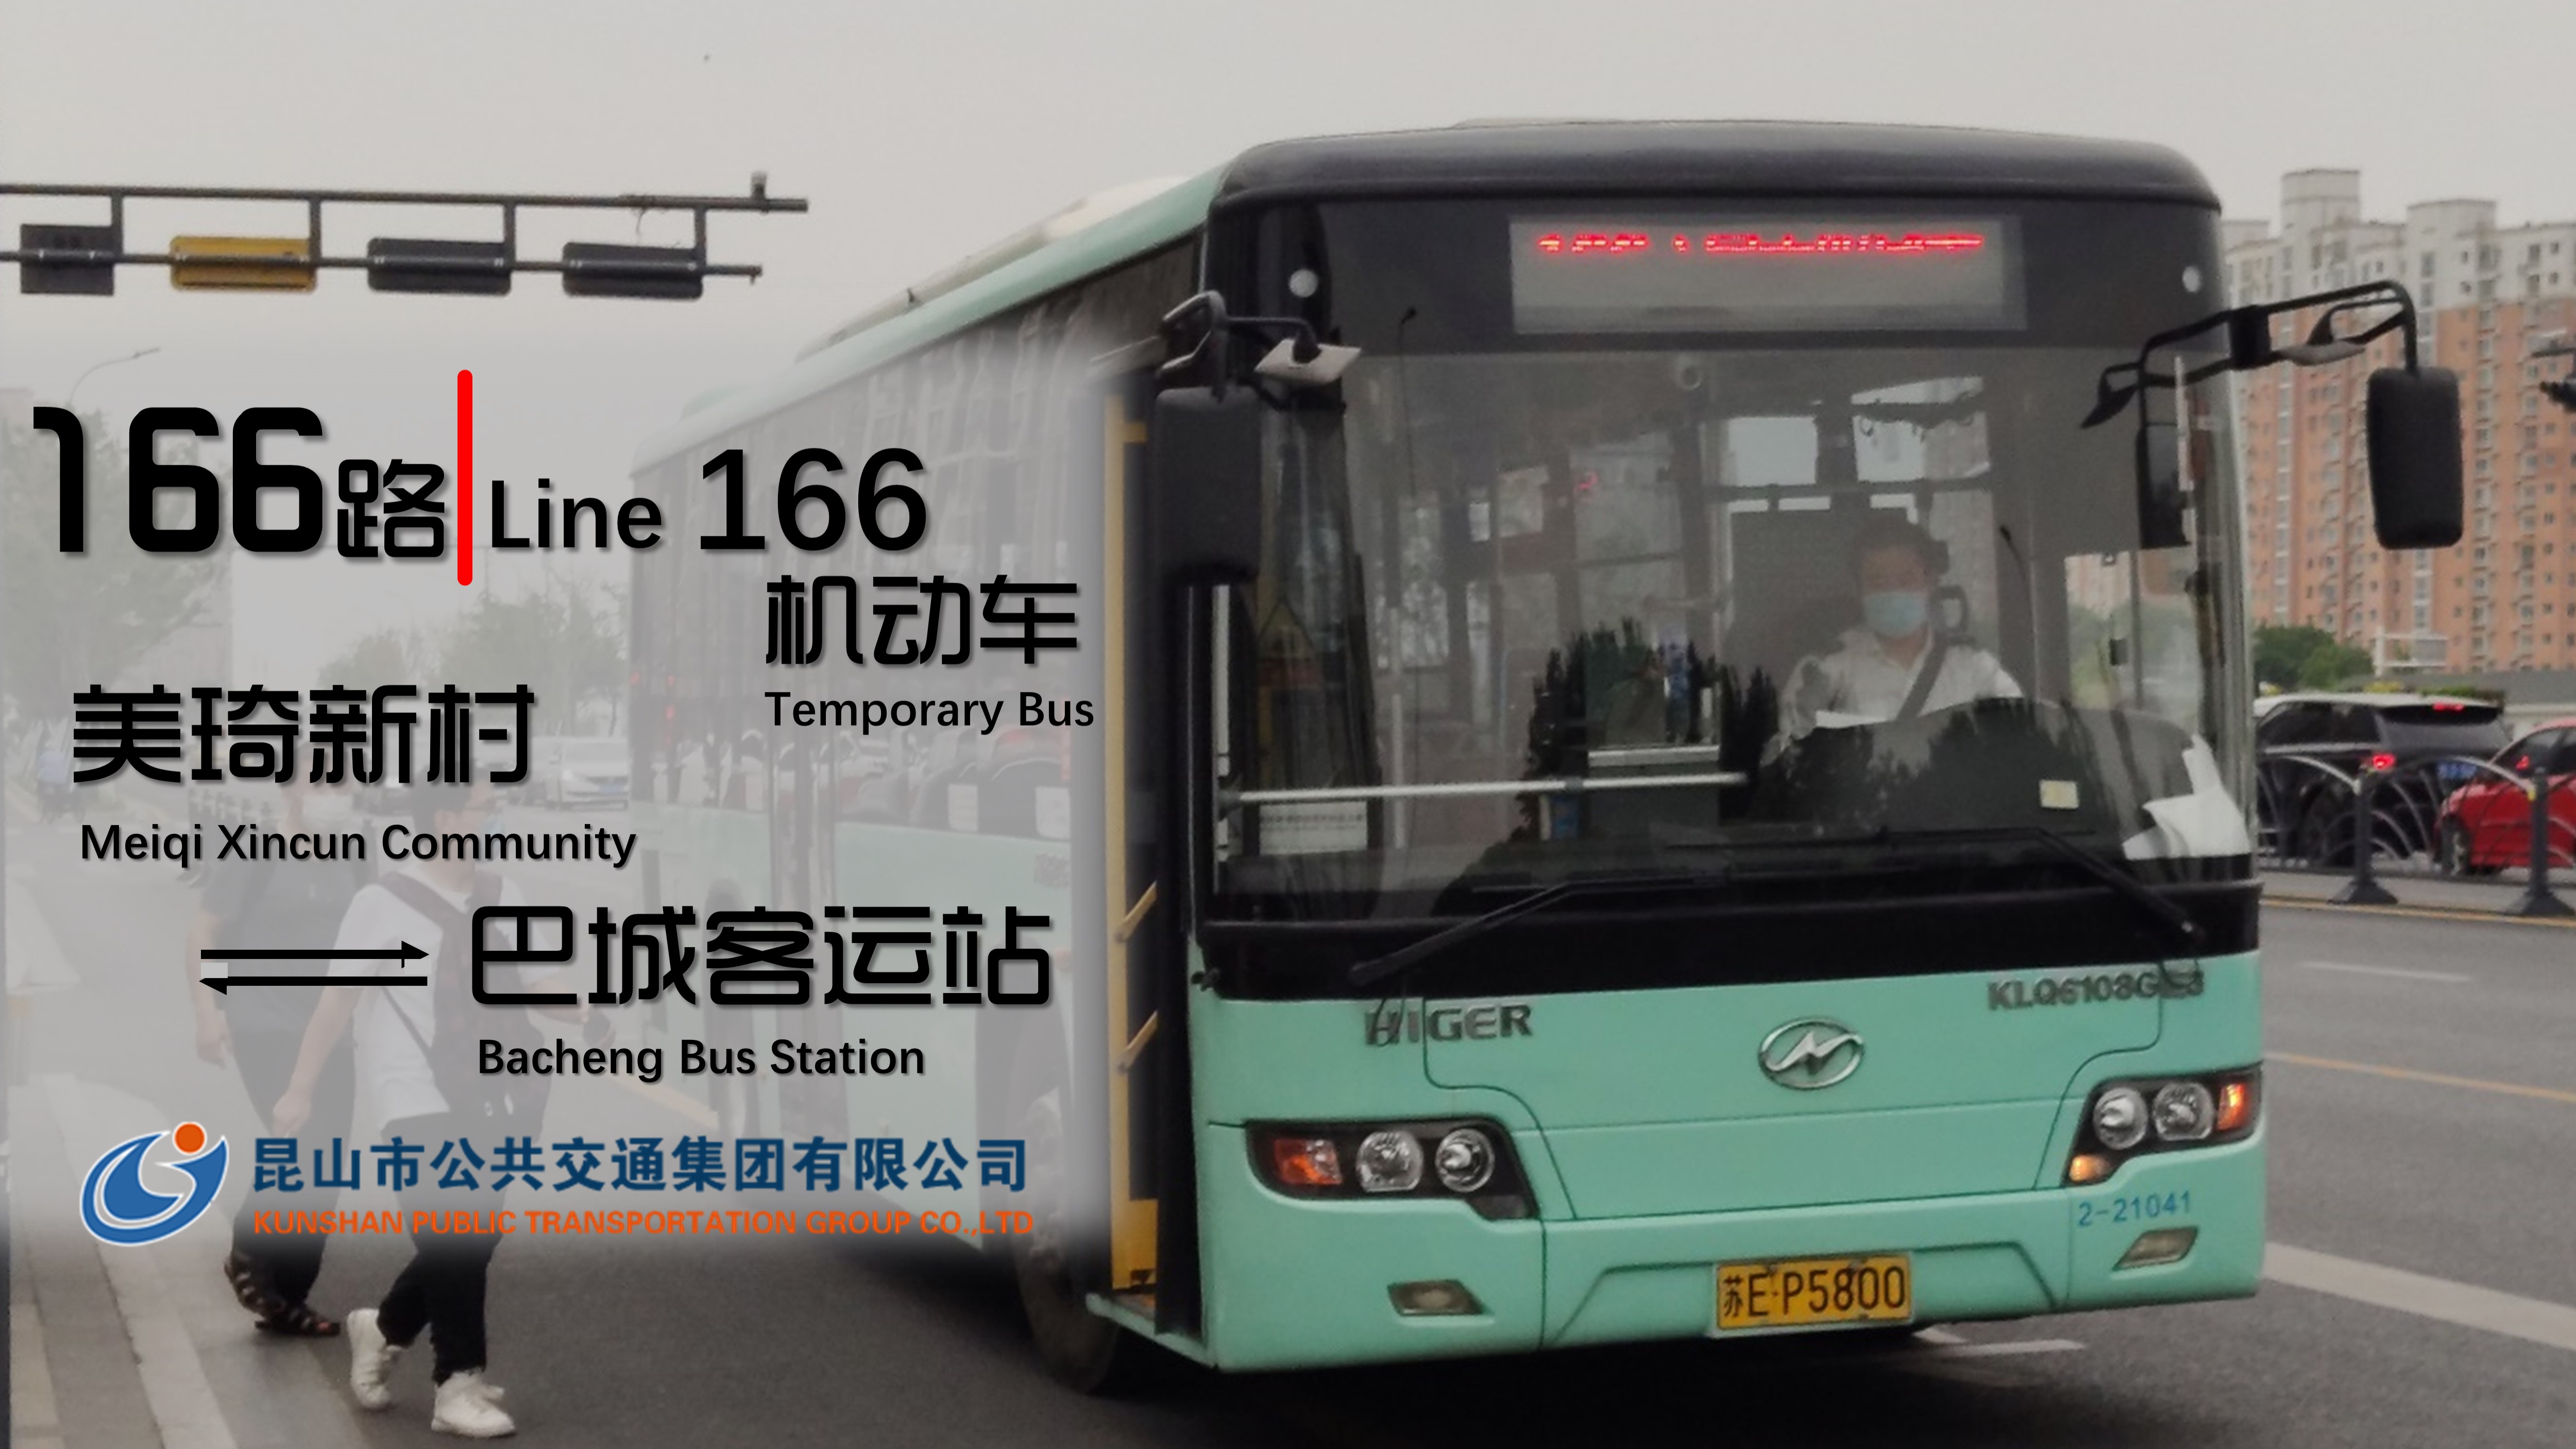 166路 Line 166
机动车
Temporary Bus
美琦新村
Meiqi Xincun Community
巴城客运站
Bacheng Bus Station
昆山市公共交通集团有限公司
KUNSHAN PUBLIC TRANSPORTATION GROUP CO.,LTD
HIGER
2-21041
苏E·P5800